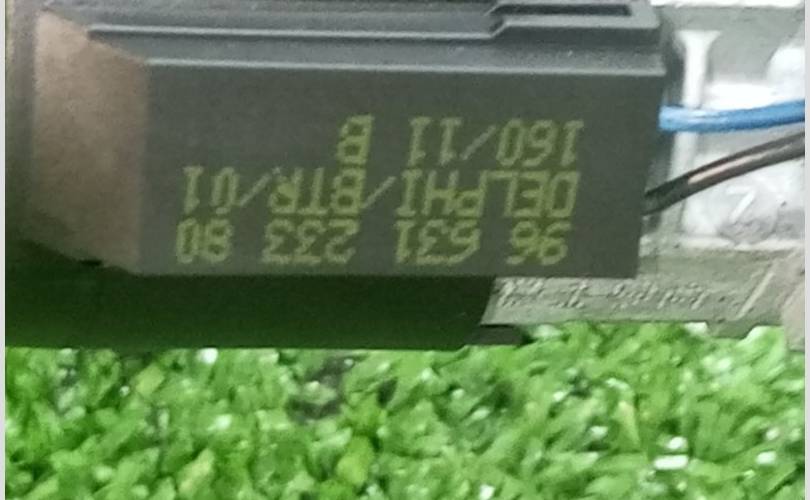 96 631 233 80
DELPHI/BTR/01
160/11 B